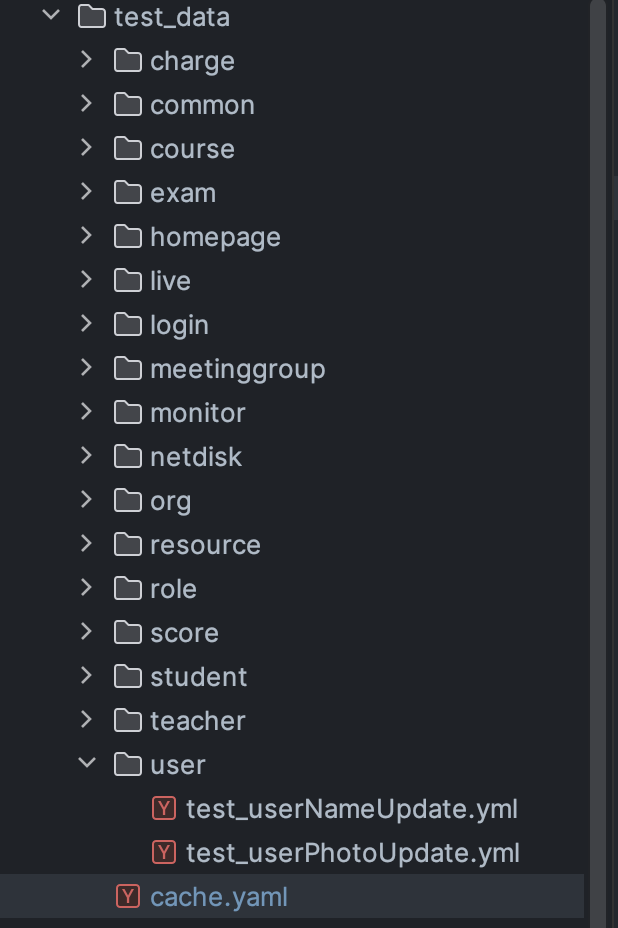 test_data
charge
common
course
exam
homepage
live
login
meetinggroup
monitor
netdisk
org
resource
role
score
student
teacher
user
Y test_userNameUpdate.yml
Y test_userPhotoUpdate.yml
Y cache.yaml